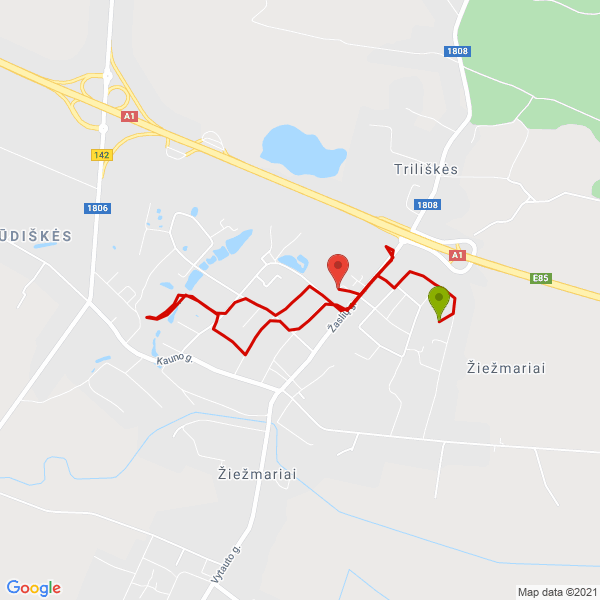 1808
A1
142
Triliškės
1806
1808
ŪDIŠKĖS
A1
E85
Žaslių g.
Kauno g.
Žiežmariai
Žiežmariai
Vytauto g.
Google
Map data ©2021